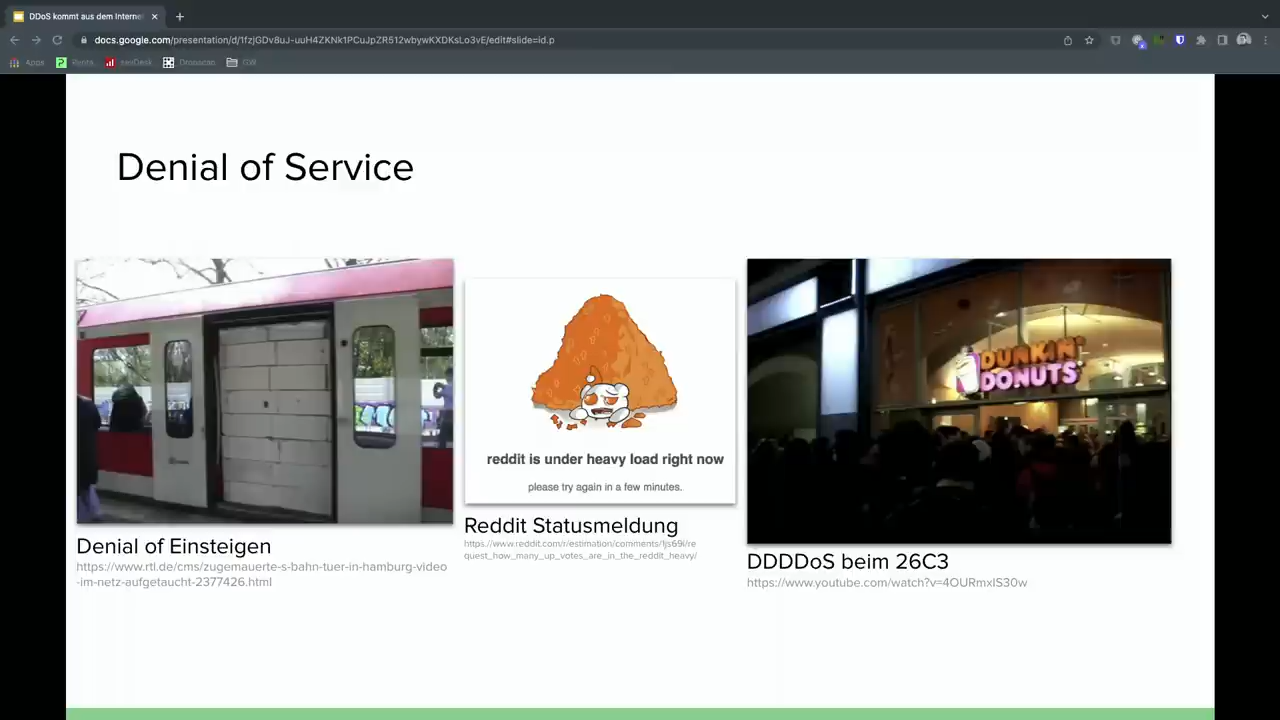 DDoS kommt aus dem Interne
docs.google.com/presentation/d/1fzjGDv8uJ-uuH4ZKNk1PCuJpZR512wbywKXDKsLo3vE/edit#slide=id.p
Apps
GW
Denial of Service
DUNKIN'
DONUTS
reddit is under heavy load right now
please try again in a few minutes.
Denial of Einsteigen
https://www.rtl.de/cms/zugemauerte-s-bahn-tuer-in-hamburg-video
-im-netz-aufgetaucht-2377426.html
Reddit Statusmeldung
https://www.reddit.com/r/estimation/comments/1js69l/re
quest_how_many_up_votes_are_in_the_reddit_heavy/
DDDDoS beim 26C3
https://www.youtube.com/watch?v=4OURmxIS30w